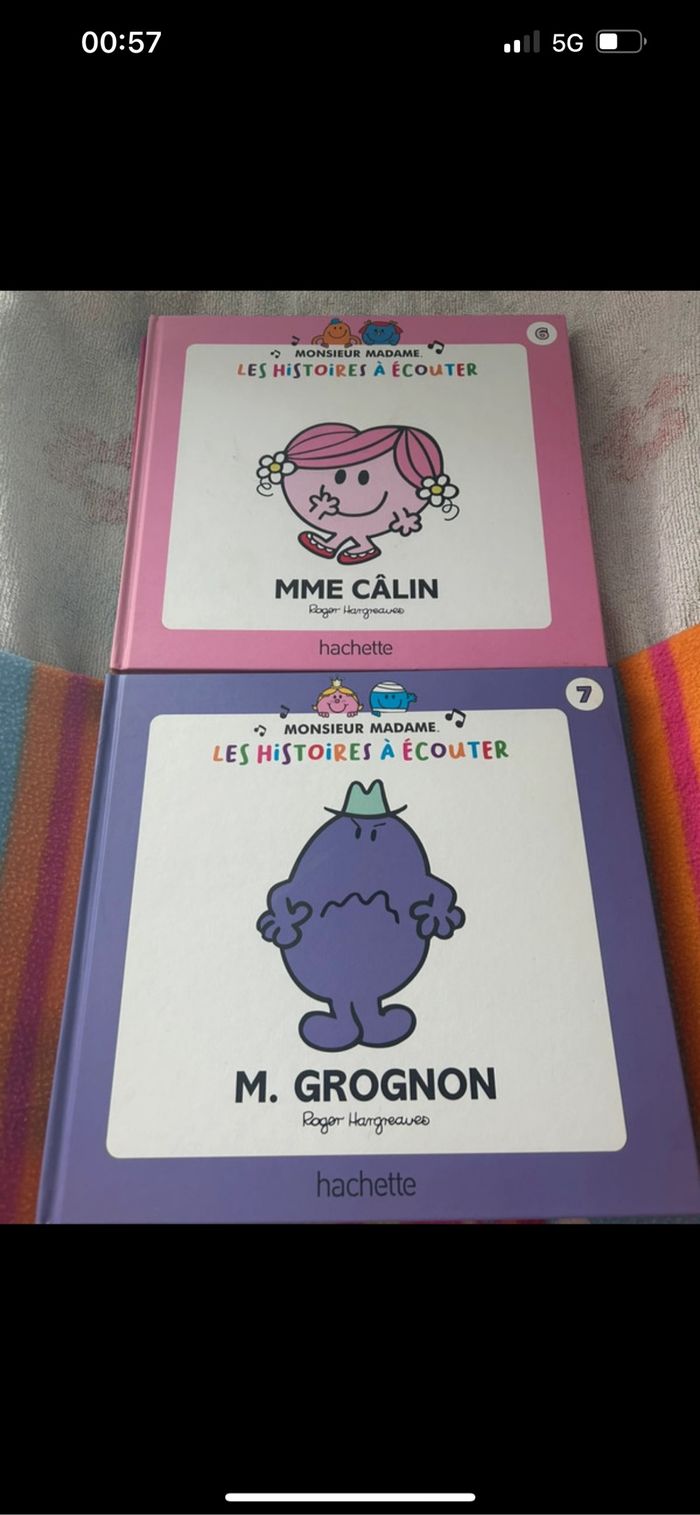 00:57
5G
6
MONSIEUR MADAME.
LES HISTOIRES À ÉCOUTER
MME CÂLIN
Roger Hargreaves
hachette
7
MONSIEUR MADAME.
LES HISTOIRES À ÉCOUTER
M. GROGNON
Roger Hargreaves
hachette